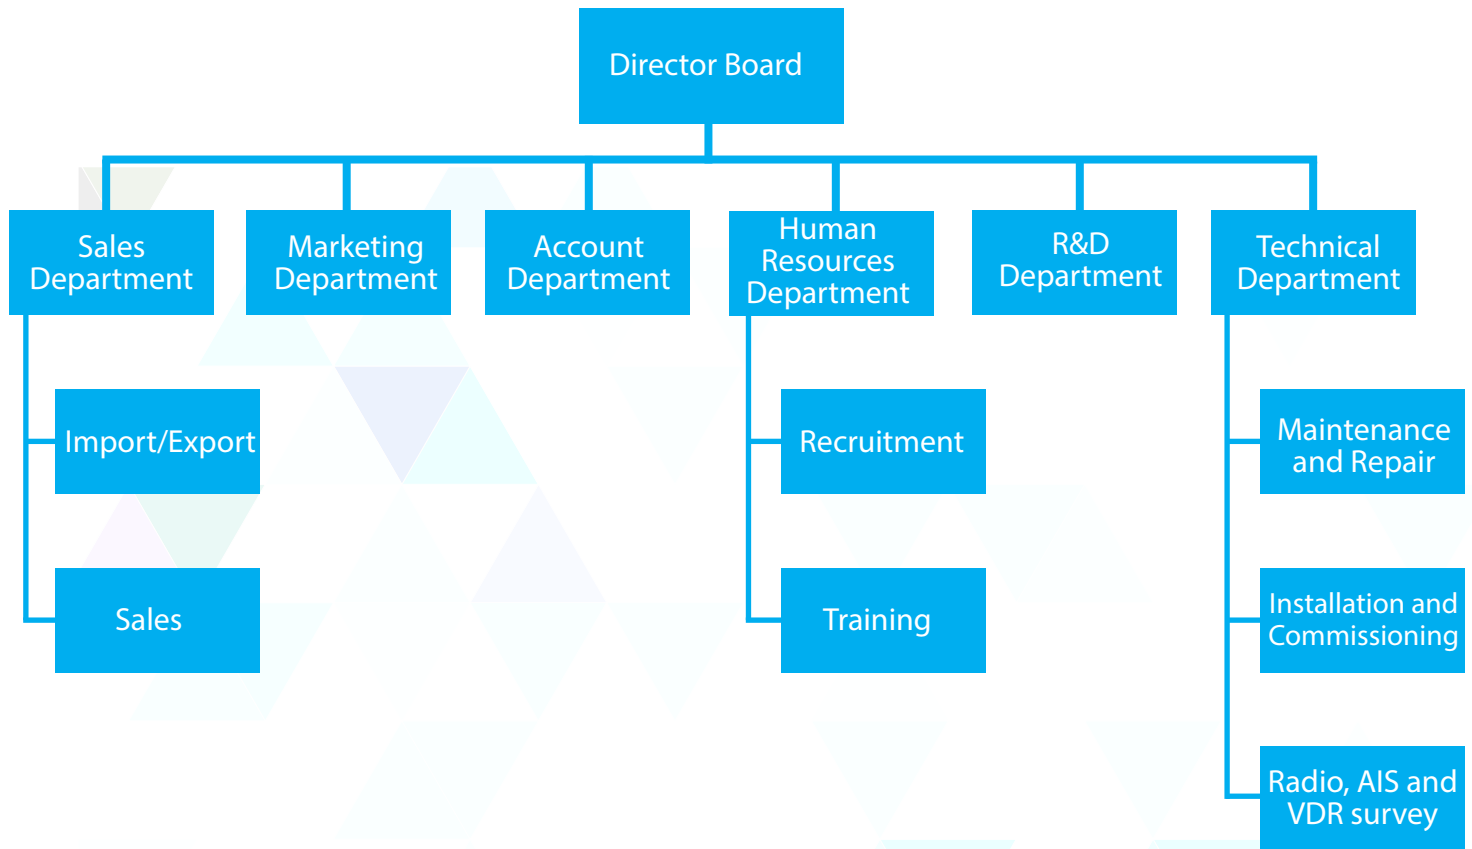 Director Board
Sales
Department
Marketing
Department
Account
Department
Human
Resources
Department
R&D
Department
Technical
Department
Import/Export
Recruitment
Maintenance
and Repair
Sales
Training
Installation and
Commissioning
Radio, AIS and
VDR survey